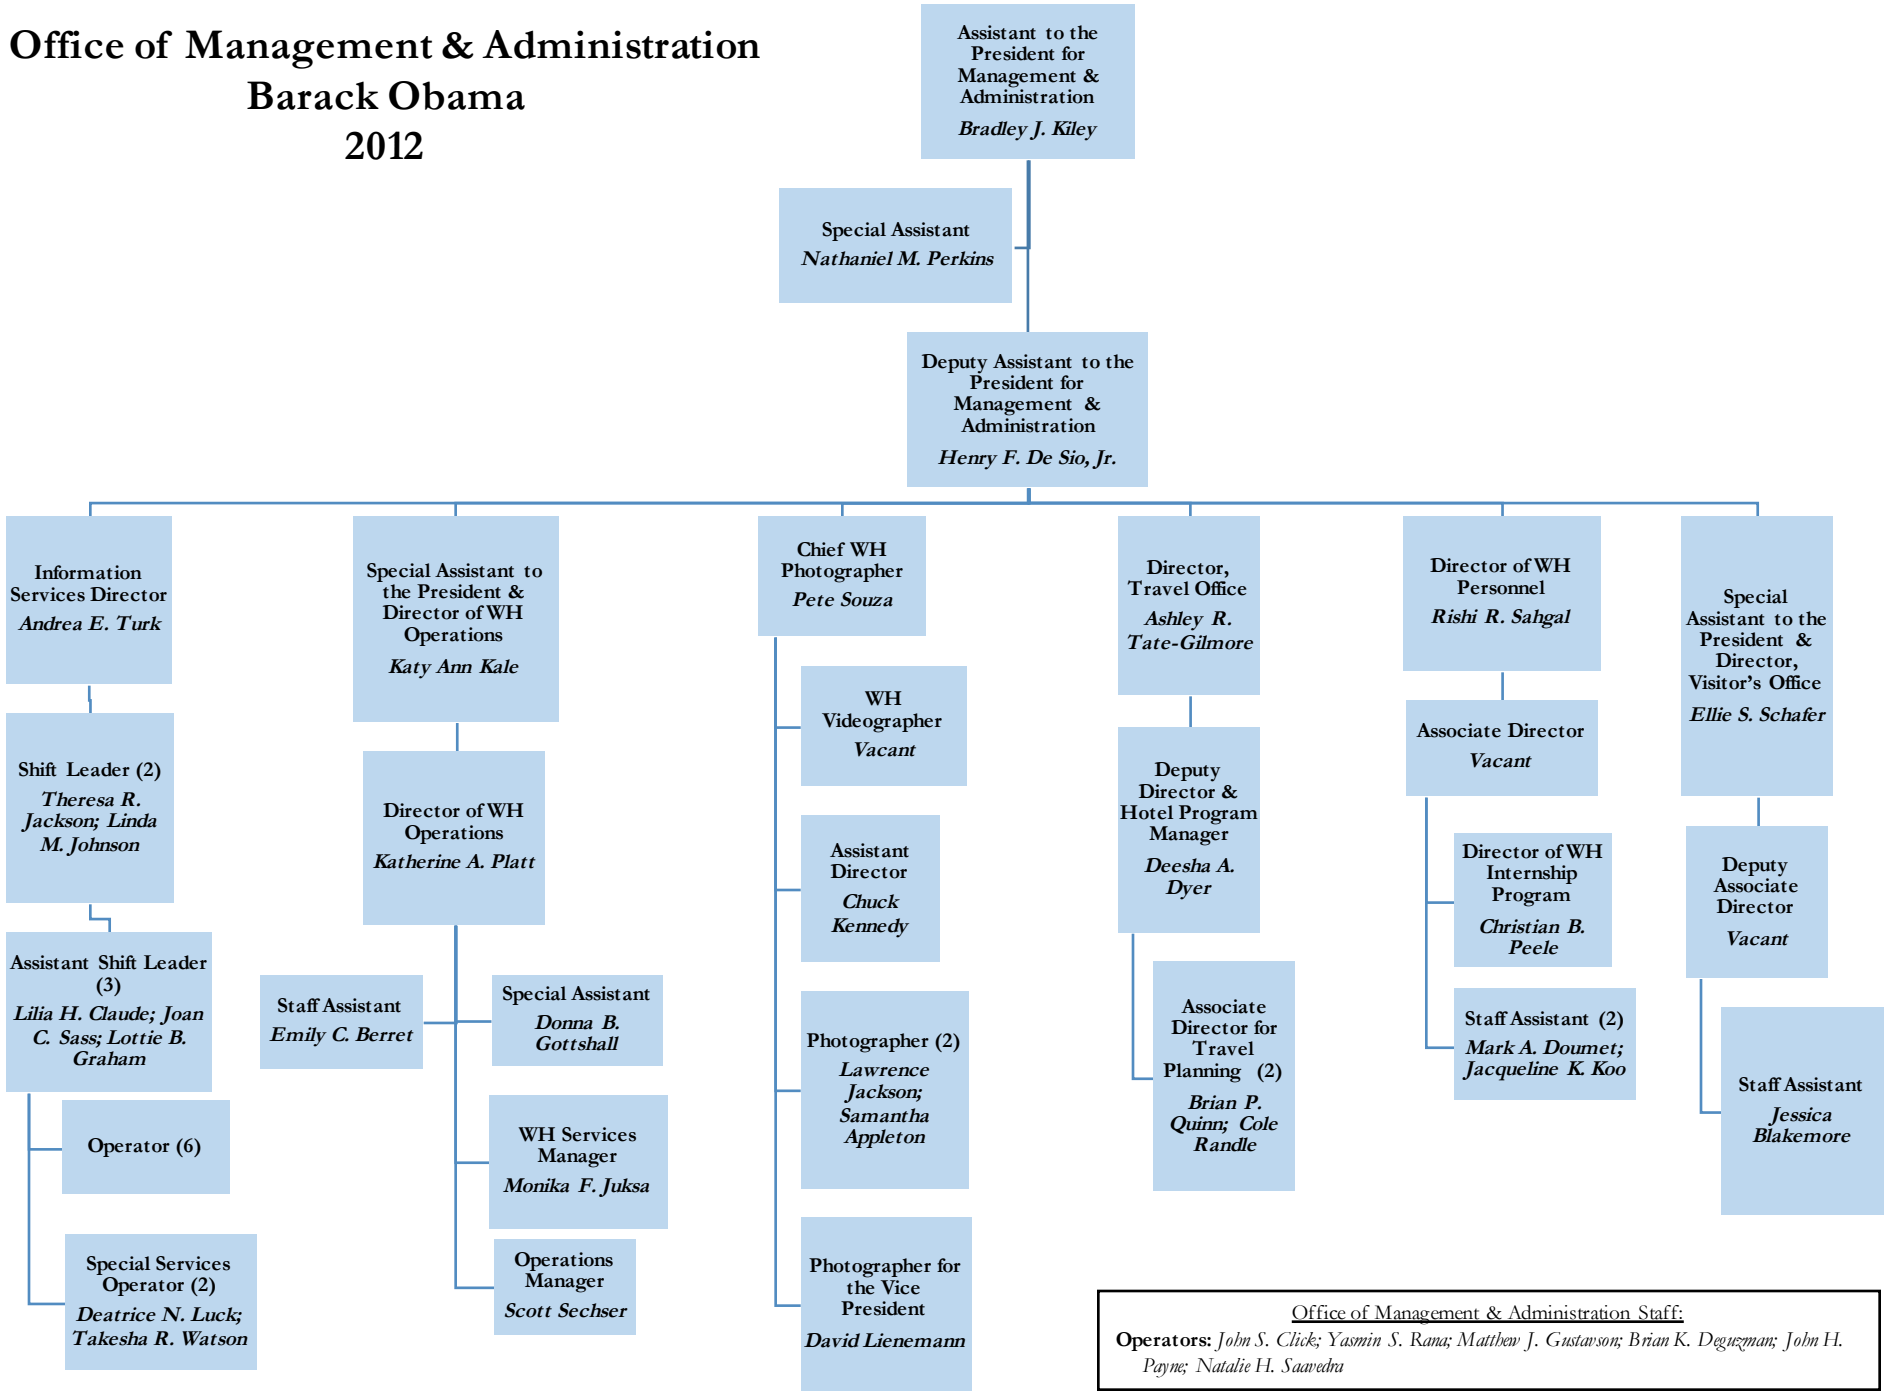 Office of Management & Administration
Barack Obama
2012
Assistant to the
President for
Management &
Administration
Bradley J. Kiley
Special Assistant
Nathaniel M. Perkins
Deputy Assistant to the
President for
Management &
Administration
Henry F. De Sio, Jr.
Information
Services Director
Andrea E. Turk
Shift Leader (2)
Theresa R.
Jackson; Linda
M. Johnson
Assistant Shift Leader
(3)
Lilia H. Claude; Joan
C. Sass; Lottie B.
Graham
Operator (6)
Special Services
Operator (2)
Deatrice N. Luck;
Takesha R. Watson
Special Assistant to
the President &
Director of WH
Operations
Katy Ann Kale
Director of WH
Operations
Katherine A. Platt
Staff Assistant
Emily C. Berret
Special Assistant
Donna B.
Gottshall
WH Services
Manager
Monika F. Juksa
Operations
Manager
Scott Sechser
Chief WH
Photographer
Pete Souza
WH
Videographer
Vacant
Assistant
Director
Chuck
Kennedy
Photographer (2)
Lawrence
Jackson;
Samantha
Appleton
Photographer for
the Vice
President
David Lienemann
Director,
Travel Office
Ashley R.
Tate-Gilmore
Deputy
Director &
Hotel Program
Manager
Deesha A.
Dyer
Associate
Director for
Travel
Planning (2)
Brian P.
Quinn; Cole
Randle
Director of WH
Personnel
Rishi R. Sahgal
Associate Director
Vacant
Director of WH
Internship
Program
Christian B.
Peele
Staff Assistant (2)
Mark A. Doumet;
Jacqueline K. Koo
Special
Assistant to the
President &
Director,
Visitor's Office
Ellie S. Schafer
Deputy
Associate
Director
Vacant
Staff Assistant
Jessica
Blakemore
Office of Management & Administration Staff:
Operators: John S. Click; Yasmin S. Rana; Matthew J. Gustavson; Brian K. Deguzman; John H.
Payne; Natalie H. Saavedra